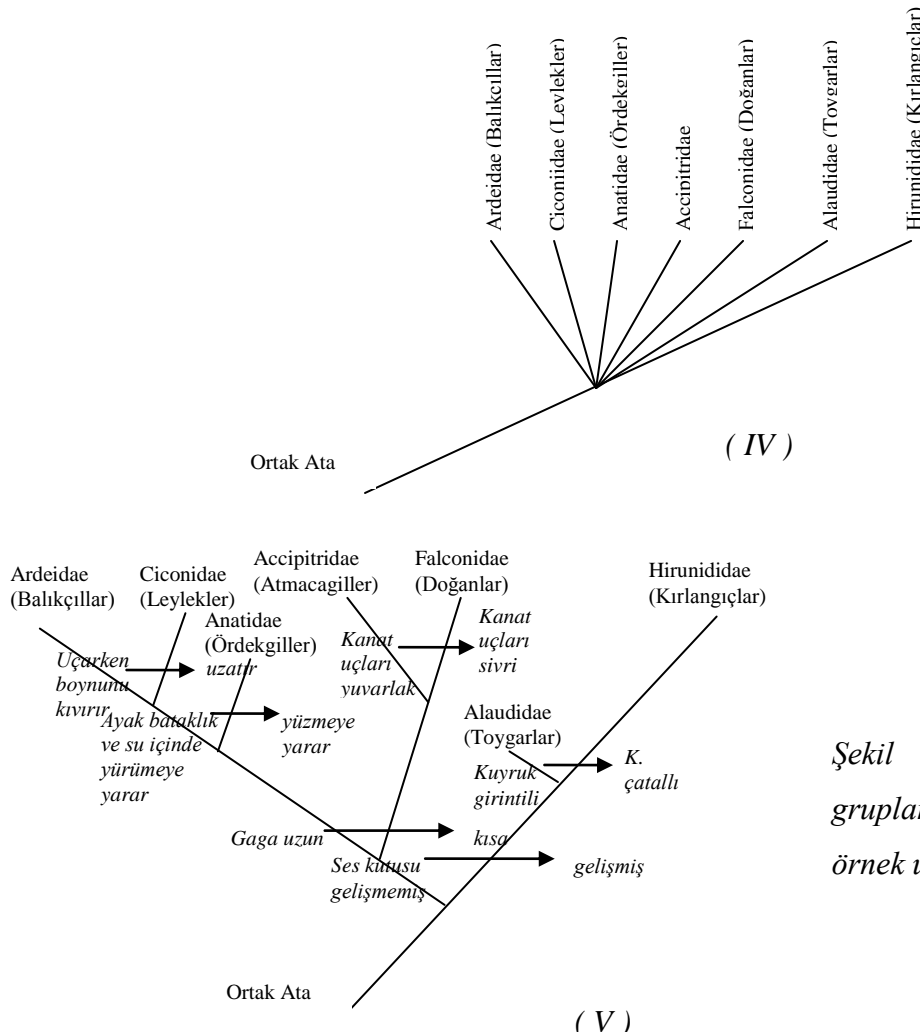 Ardeidae (Balıkçıllar)
Ciconiidae (Leylekler)
Anatidae (Ördekgiller)
Accipitridae
Falconidae (Doğanlar)
Alaudidae (Toygarlar)
Hirunididae (Kırlangıçlar)
Ortak Ata
( IV )
Ardeidae
(Balıkçıllar)
Ciconidae
(Leylekler)
Anatidae
(Ördekgiller)
Accipitridae
(Atmacagiller)
Falconidae
(Doğanlar)
Hirunididae
(Kırlangıçlar)
Uçarken
boynunu
kıvırır
uzatır
Kanat
uçları
yuvarlak
Kanat
uçları
sivri
Ayak bataklık
ve su içinde
yürümeye
yarar
yüzmeye
yarar
Alaudidae
(Toygarlar)
Kuyruk
girintili
K.
çatallı
Gaga uzun
kısa
Ses kutusu
gelişmemiş
gelişmiş
Şekil
örnek
Ortak Ata
( V )